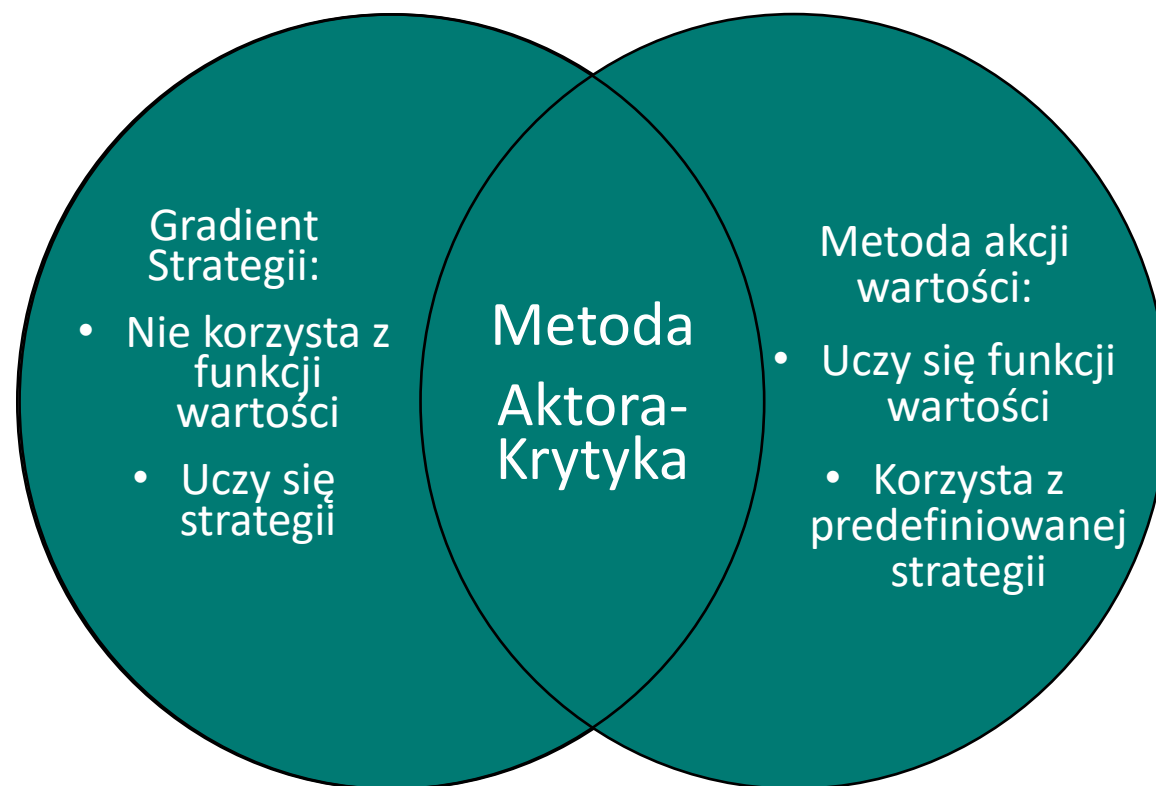 Gradient
Strategii:
• Nie korzysta z
funkcji
wartości
• Uczy się
strategii
Metoda
Aktora-
Krytyka
Metoda akcji
wartości:
• Uczy się funkcji
wartości
• Korzysta z
predefiniowanej
strategii